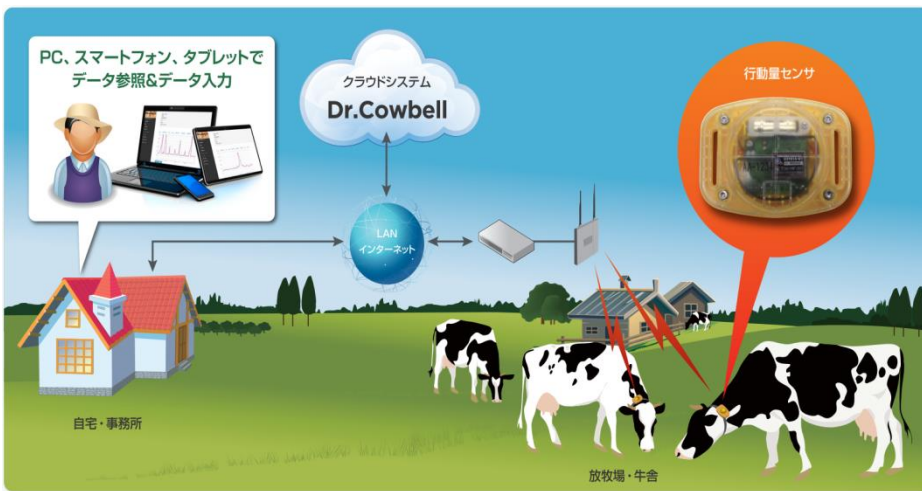 PC、スマートフォン、タブレットで
データ参照&データ入力
クラウドシステム
Dr.Cowbell
行動量センサ
LAN
インターネット
自宅・事務所
放牧場・牛舎